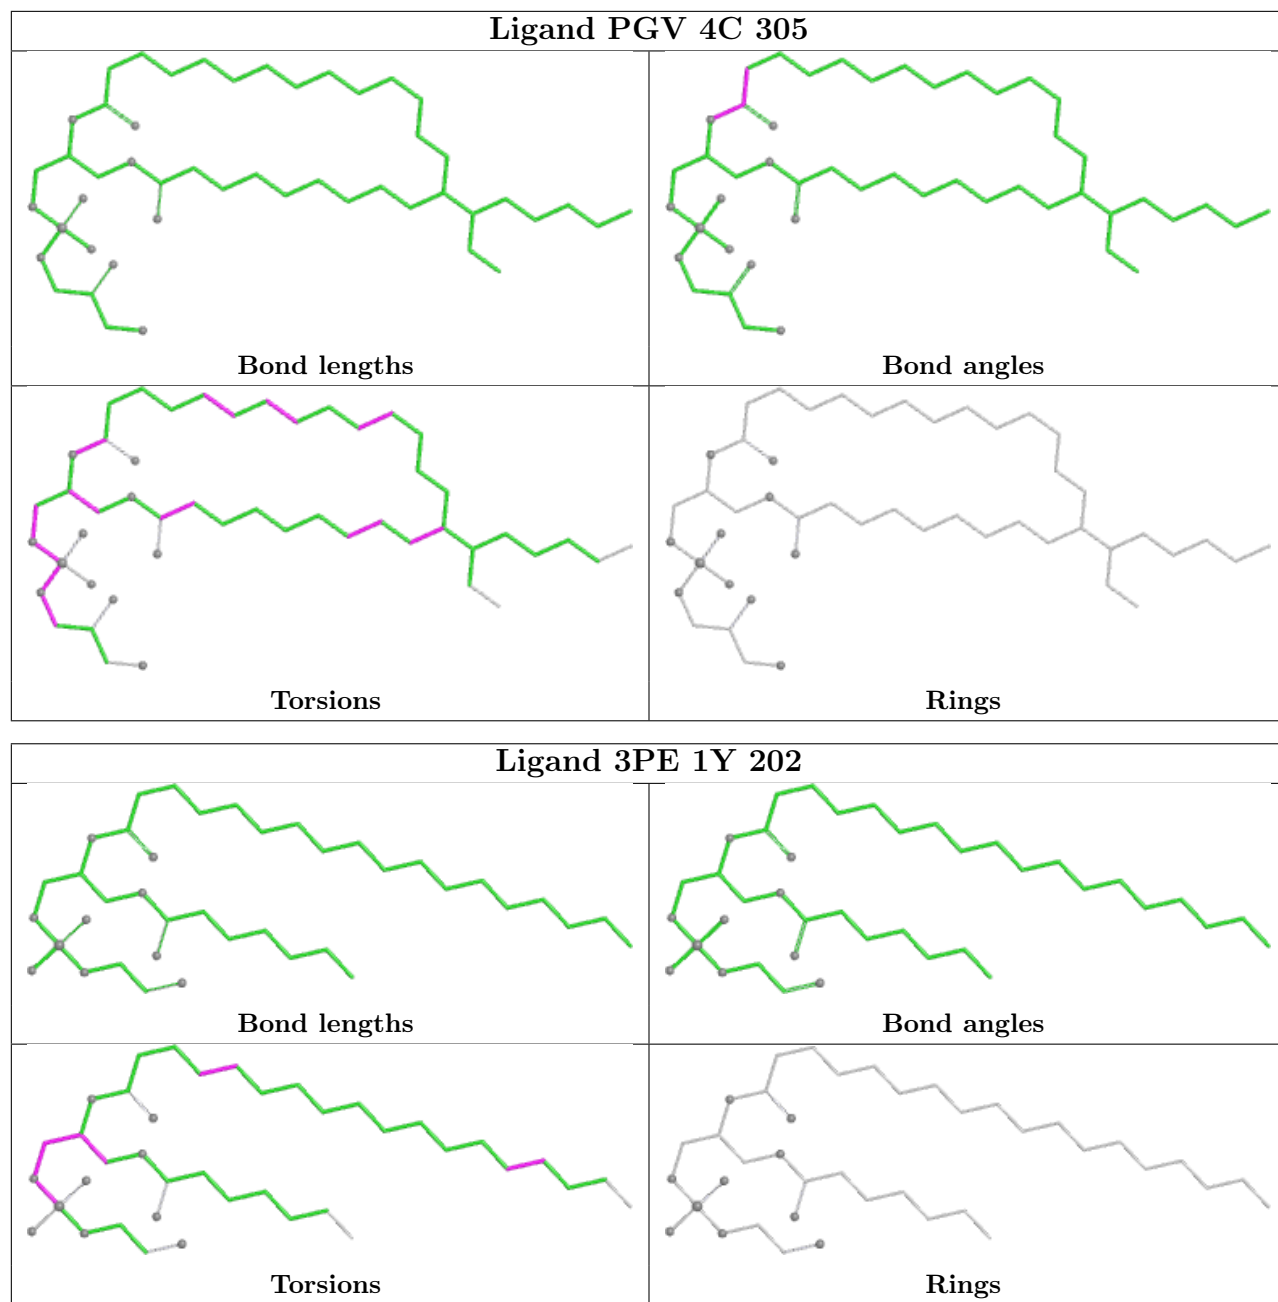 Ligand PGV 4C 305
Bond lengths
Bond angles
Torsions
Rings
Ligand 3PE 1Y 202
Bond lengths
Bond angles
Torsions
Rings